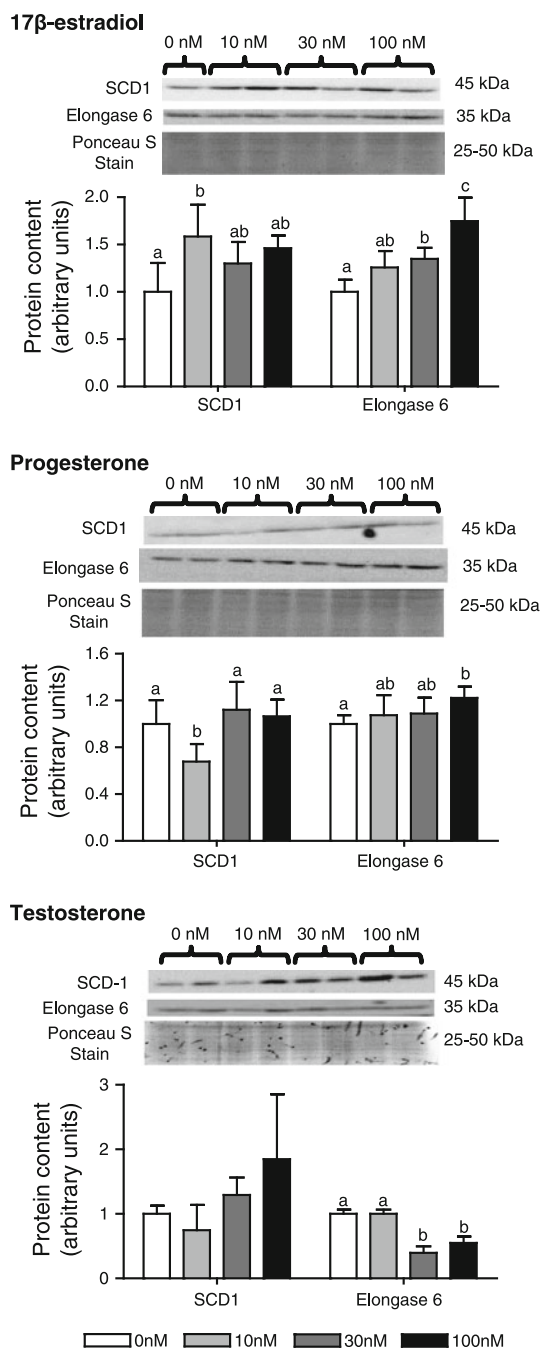 17β-estradiol
0 nM 10 nM 30 nM 100 nM
SCD1 45 kDa
Elongase 6 35 kDa
Ponceau S
Stain
25-50 kDa
Protein content
(arbitrary units)
2.0
1.5
1.0
0.5
0.0
a b ab ab a ab b c
SCD1 Elongase 6
Progesterone
0 nM 10 nM 30 nM 100 nM
SCD1 45 kDa
Elongase 6 35 kDa
Ponceau S
Stain
25-50 kDa
Protein content
(arbitrary units)
1.6
1.2
0.8
0.4
0.0
a b a a a ab ab b
SCD1 Elongase 6
Testosterone
0 nM 10 nM 30 nM 100 nM
SCD-1 45 kDa
Elongase 6 35 kDa
Ponceau S
Stain
25-50 kDa
Protein content
(arbitrary units)
3
2
1
0
a a b b
SCD1 Elongase 6
0nM 10nM 30nM 100nM